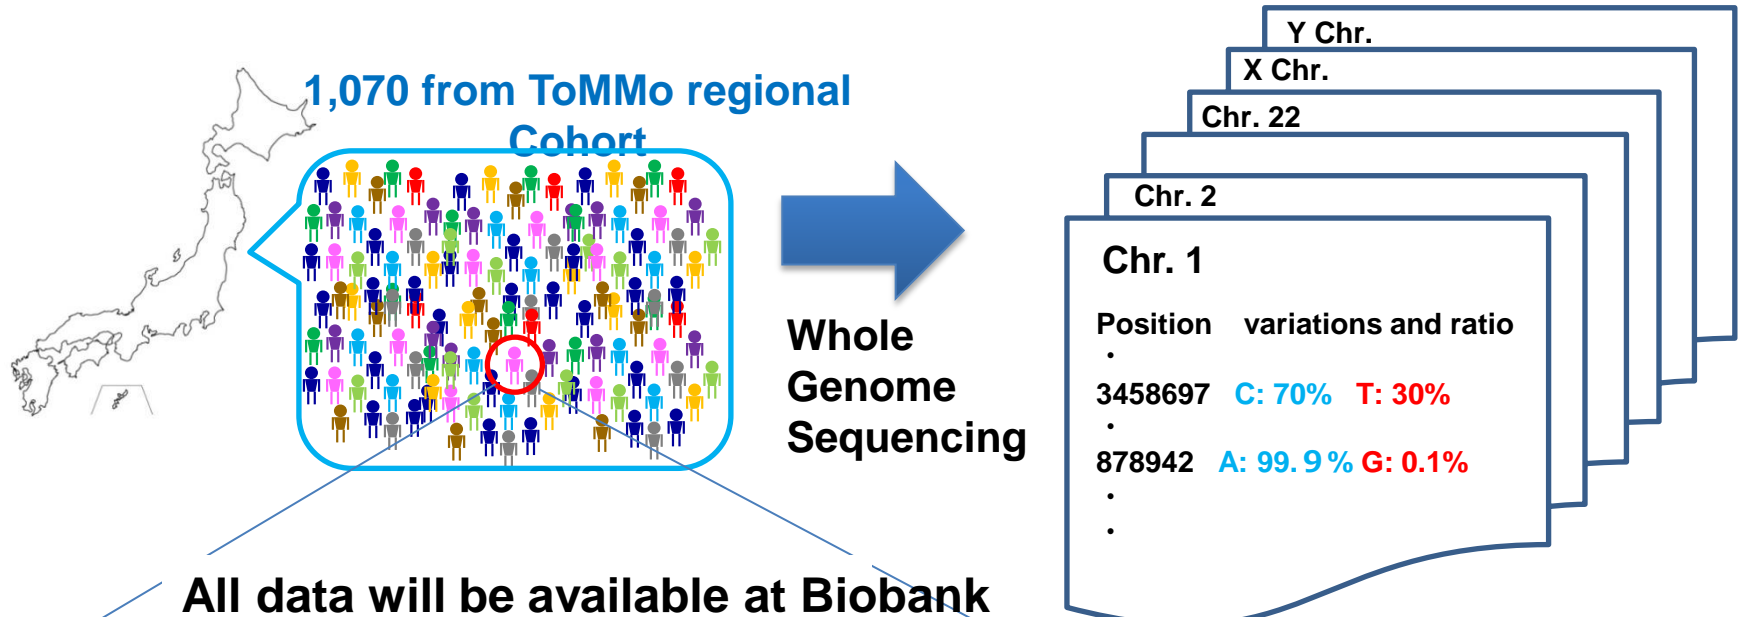 1,070 from ToMMo regional
Cohort
Whole
Genome
Sequencing
All data will be available at Biobank
Y Chr.
X Chr.
Chr. 22
Chr. 2
Chr. 1
Position variations and ratio
・
3458697 C: 70% T: 30%
・
878942 A: 99.9% G: 0.1%
・
・